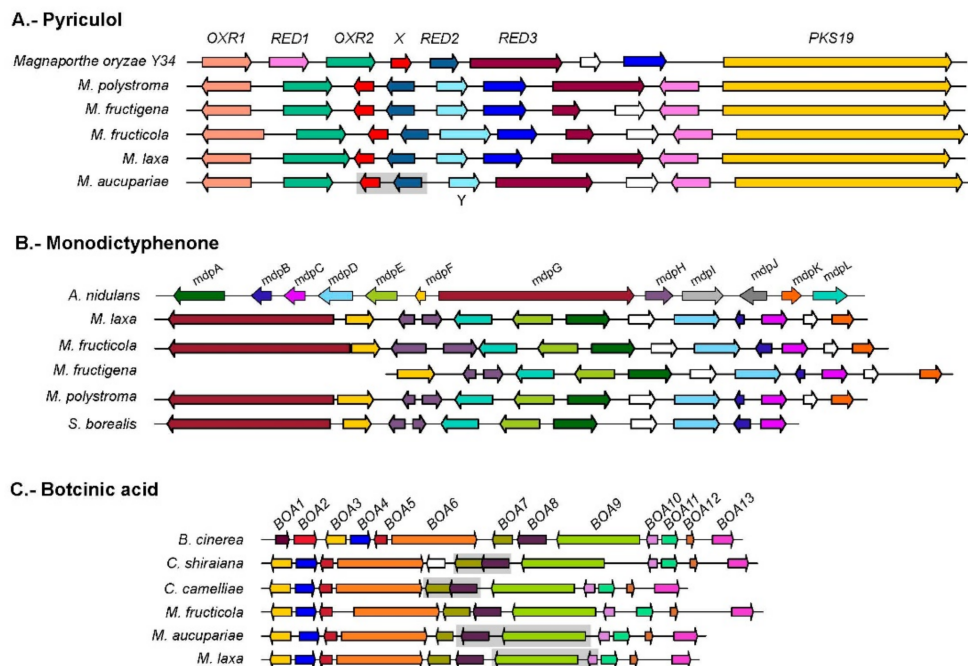 A.- Pyriculol
OXR1 RED1 OXR2 X RED2 RED3 PKS19
Magnaporthe oryzae Y34
M. polystroma
M. fructigena
M. fructicola
M. laxa
M. aucupariae
Y
B.- Monodictyphenone
mdpA mdpB mdpC mdpD mdpE mdpF mdpG mdpH mdpI mdpJ mdpK mdpL
A. nidulans
M. laxa
M. fructicola
M. fructigena
M. polystroma
S. borealis
C.- Botcinic acid
BOA1 BOA2 BOA3 BOA4 BOA5 BOA6 BOA7 BOA8 BOA9 BOA10 BOA11 BOA12 BOA13
B. cinerea
C. shiraiana
C. camelliae
M. fructicola
M. aucupariae
M. laxa